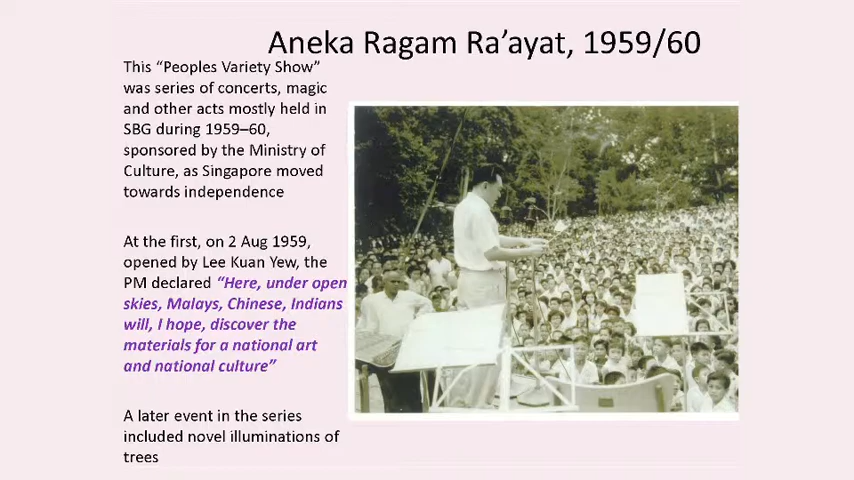 Aneka Ragam Ra’ayat, 1959/60
This “Peoples Variety Show”
was series of concerts, magic
and other acts mostly held in
SBG during 1959–60,
sponsored by the Ministry of
Culture, as Singapore moved
towards independence
At the first, on 2 Aug 1959,
opened by Lee Kuan Yew, the
PM declared “Here, under open
skies, Malays, Chinese, Indians
will, I hope, discover the
materials for a national art
and national culture”
A later event in the series
included novel illuminations of
trees